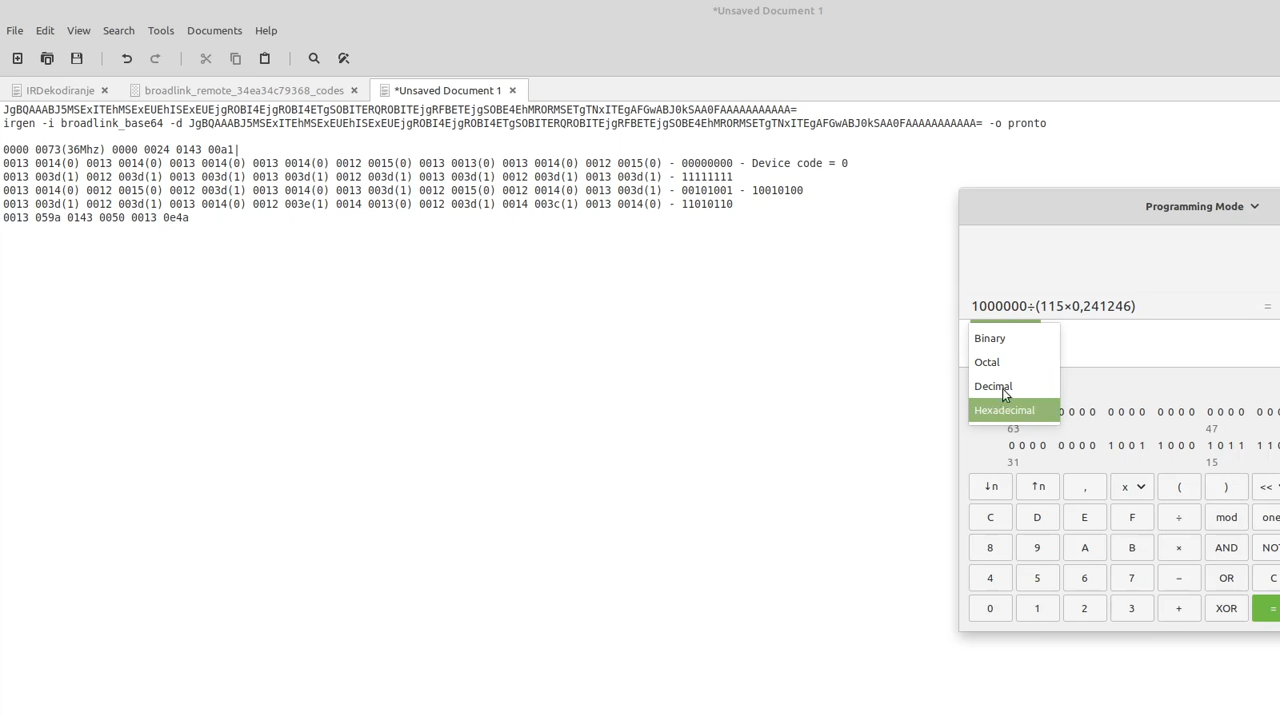 *Unsaved Document 1
File Edit View Search Tools Documents Help
IRDekodiranje broadlink_remote_34ea34c79368_codes *Unsaved Document 1
JgBQAAABJ5MSExITEhMSExEUEhISExEUEjgROBI4EjgROBI4ETgSOBITERQROBITEjgRFBETEjgSOBE4EhMRORMSETgTNxITEgAFGwABJ0kSAA0FAAAAAAAAAAA=
irgen -i broadlink_base64 -d JgBQAAABJ5MSExITEhMSExEUEhISExEUEjgROBI4EjgROBI4ETgSOBITERQROBITEjgRFBETEjgSOBE4EhMRORMSETgTNxITEgAFGwABJ0kSAA0FAAAAAAAAAAA= -o pronto
0000 0073(36Mhz) 0000 0024 0143 00a1
0013 0014(0) 0013 0014(0) 0013 0014(0) 0013 0014(0) 0012 0015(0) 0013 0013(0) 0013 0014(0) 0012 0015(0) - 00000000 - Device code = 0
0013 003d(1) 0012 003d(1) 0013 003d(1) 0013 003d(1) 0012 003d(1) 0013 003d(1) 0012 003d(1) 0013 003d(1) - 11111111
0013 0014(0) 0012 0015(0) 0012 003d(1) 0013 0014(0) 0013 003d(1) 0012 0015(0) 0012 0014(0) 0013 003d(1) - 00101001 - 10010100
0013 003d(1) 0012 003d(1) 0013 0014(0) 0012 003e(1) 0014 0013(0) 0012 003d(1) 0014 003c(1) 0013 0014(0) - 11010110
0013 059a 0143 0050 0013 0e4a
Programming Mode
1000000÷(115×0,241246) =
Binary
Octal
Decimal
Hexadecimal
0000 0000 0000 0000
63 47
0000 0000 1001 1000 1011
31 15
↓n ↑n , x ( ) <<
C D E F ÷ mod
8 9 A B × AND
4 5 6 7 − OR C
0 1 2 3 + XOR =